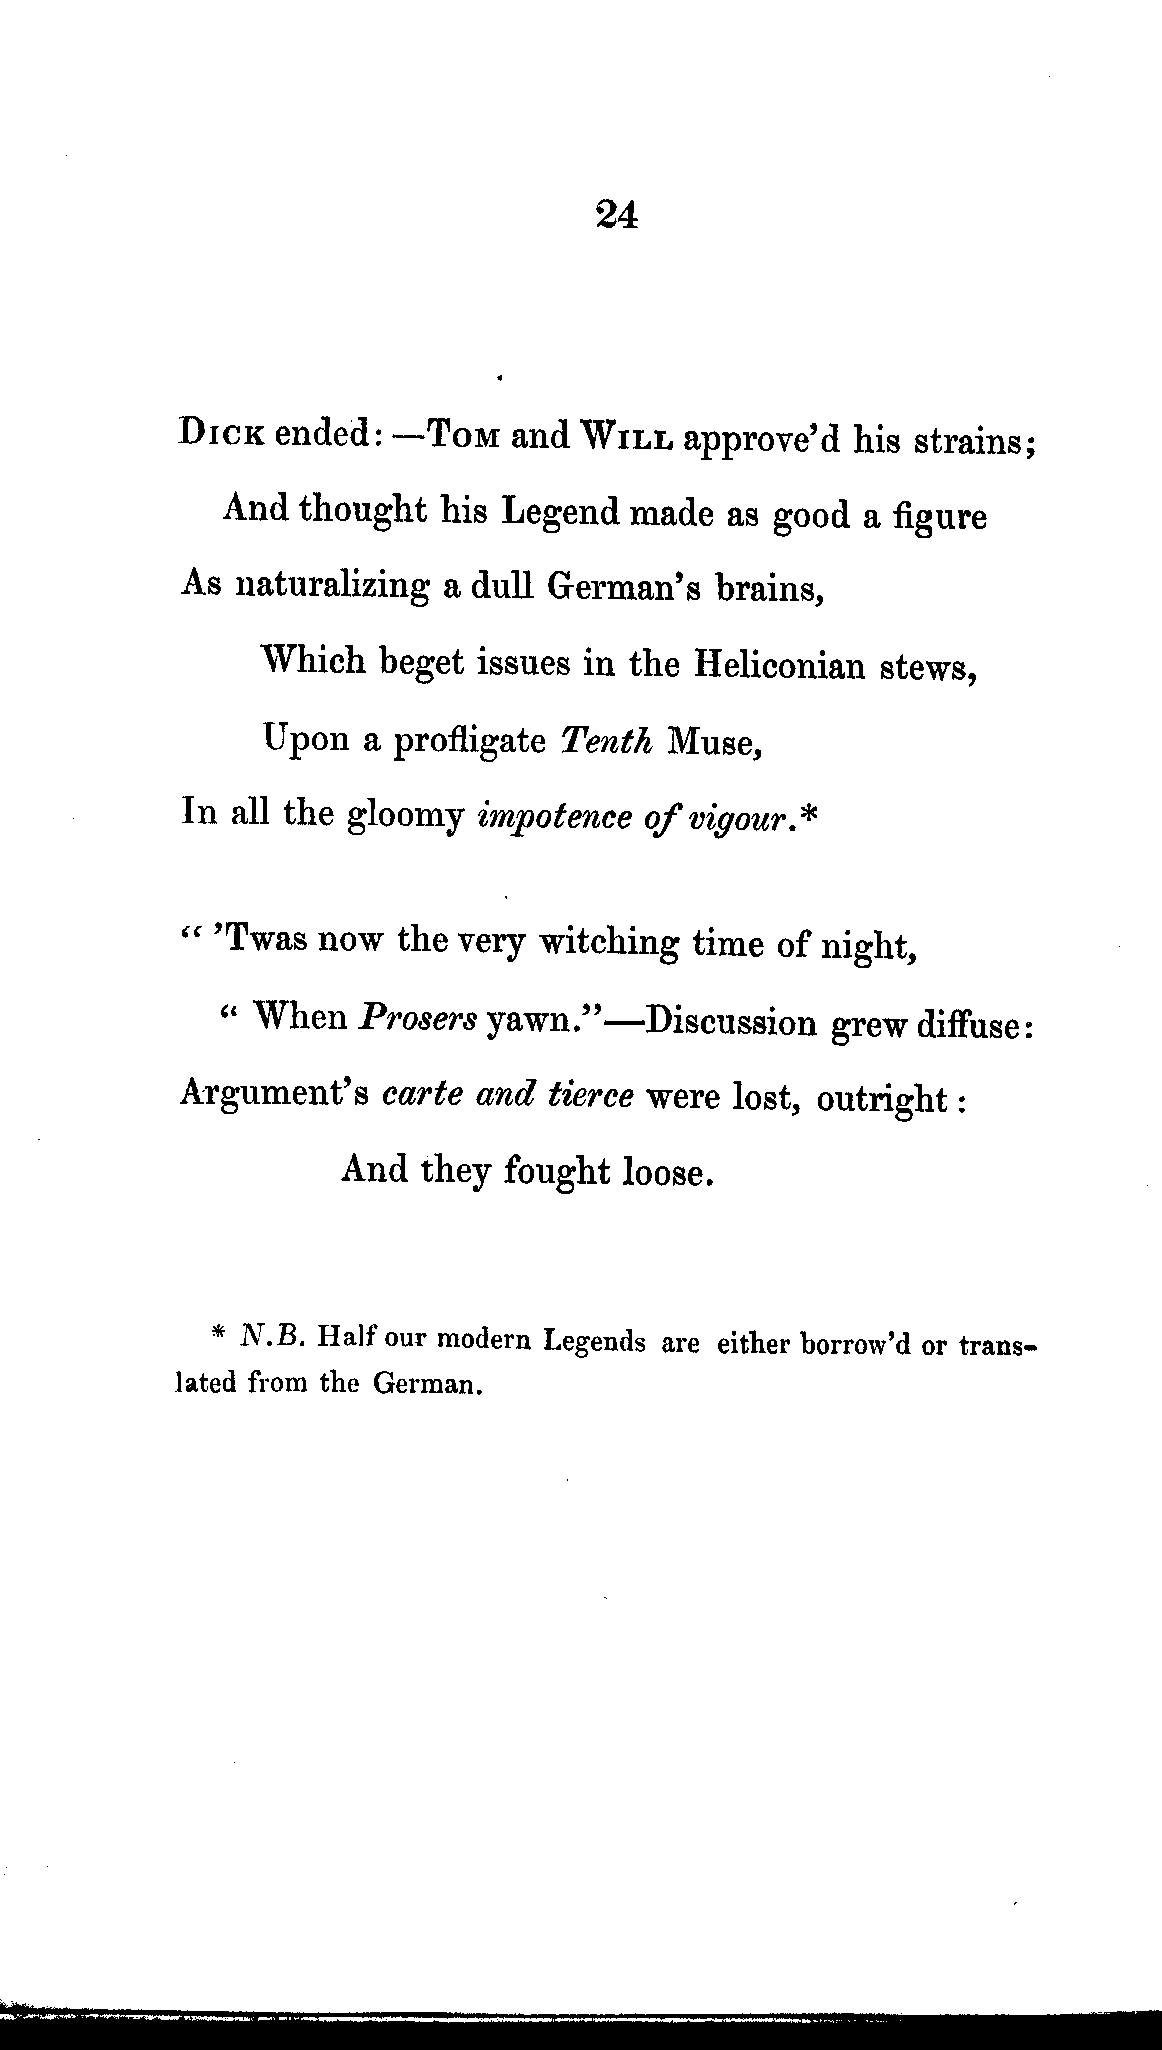 24
DICK ended: —TOM and WILL approve'd his strains;
And thought his Legend made as good a figure
As naturalizing a dull German's brains,
Which beget issues in the Heliconian stews,
Upon a profligate Tenth Muse,
In all the gloomy impotence of vigour.*
“ 'Twas now the very witching time of night,
“ When Prosers yawn.”—Discussion grew diffuse:
Argument's carte and tierce were lost, outright :
And they fought loose.
* N.B. Half our modern Legends are either borrow'd or trans-
lated from the German.